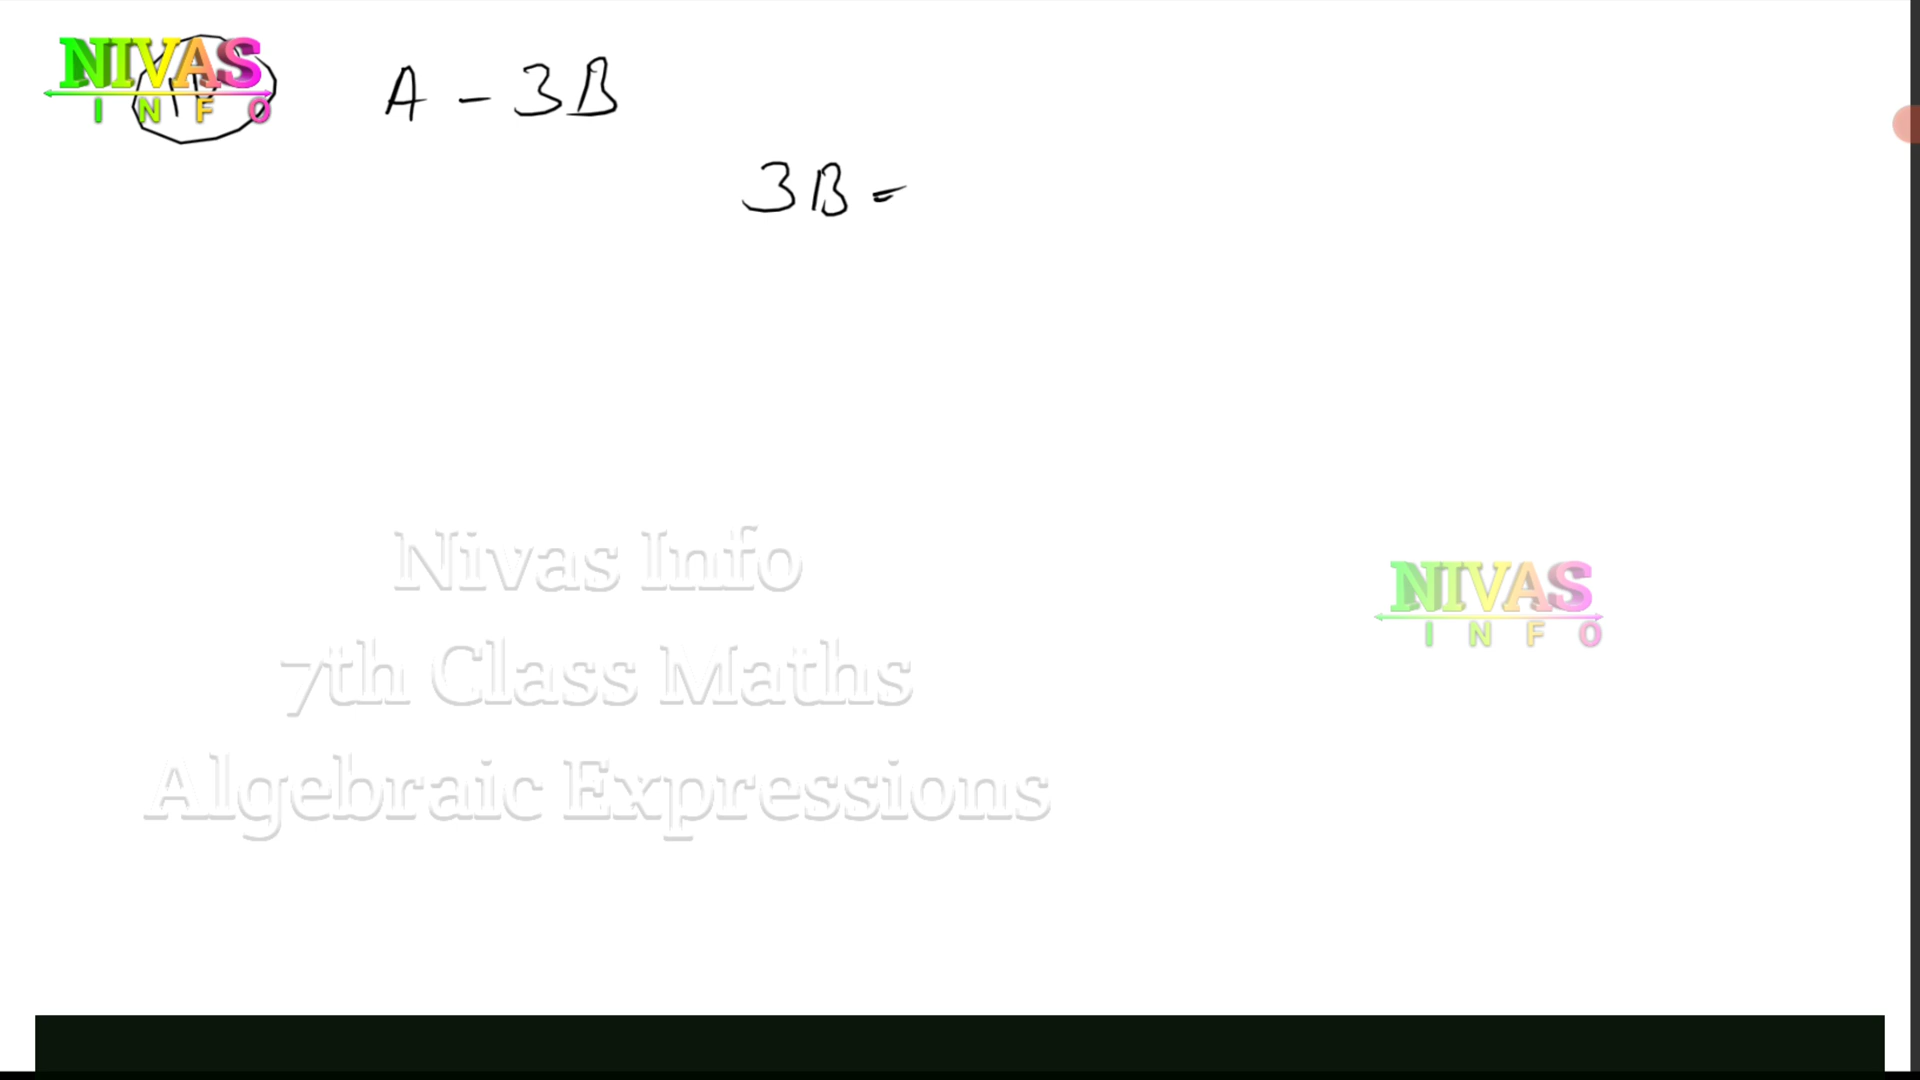 NIVAS
INFO
A - 3B
3B =
Nivas Info
7th Class Maths
Algebraic Expressions
NIVAS
INFO